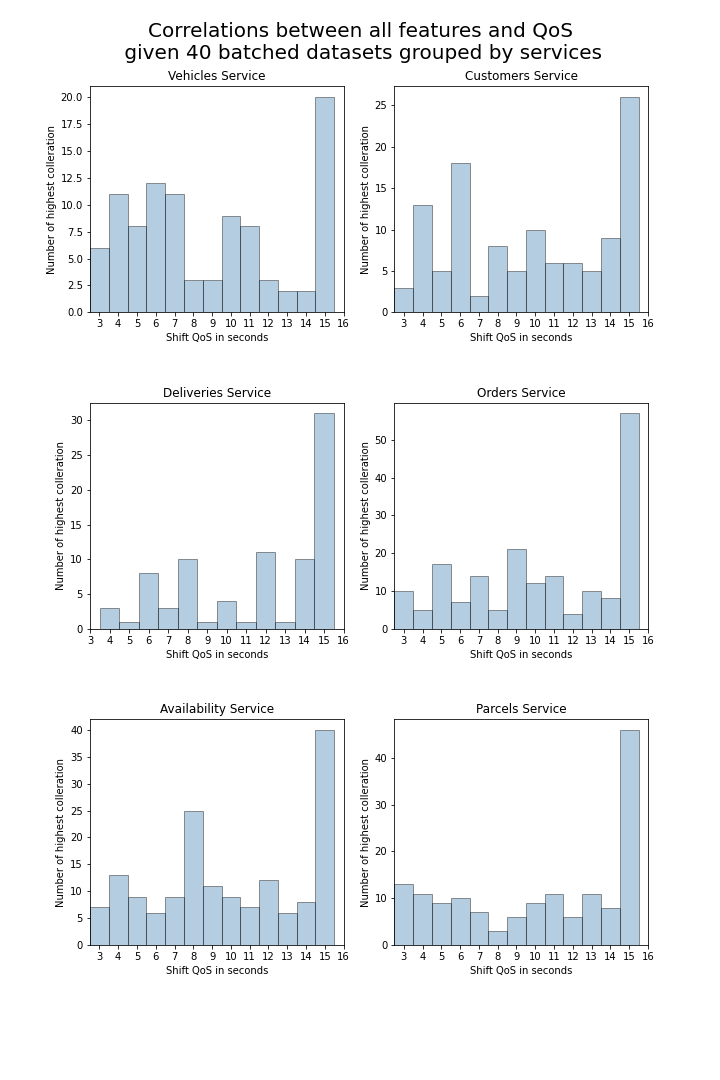 Correlations between all features and QoS
given 40 batched datasets grouped by services
Vehicles Service
Number of highest colleration
20.0
17.5
15.0
12.5
10.0
7.5
5.0
2.5
0.0
3 4 5 6 7 8 9 10 11 12 13 14 15 16
Shift QoS in seconds
Customers Service
Number of highest colleration
25
20
15
10
5
0
3 4 5 6 7 8 9 10 11 12 13 14 15 16
Shift QoS in seconds
Deliveries Service
Number of highest colleration
30
25
20
15
10
5
0
3 4 5 6 7 8 9 10 11 12 13 14 15 16
Shift QoS in seconds
Orders Service
Number of highest colleration
50
40
30
20
10
0
3 4 5 6 7 8 9 10 11 12 13 14 15 16
Shift QoS in seconds
Availability Service
Number of highest colleration
40
35
30
25
20
15
10
5
0
3 4 5 6 7 8 9 10 11 12 13 14 15 16
Shift QoS in seconds
Parcels Service
Number of highest colleration
40
30
20
10
0
3 4 5 6 7 8 9 10 11 12 13 14 15 16
Shift QoS in seconds